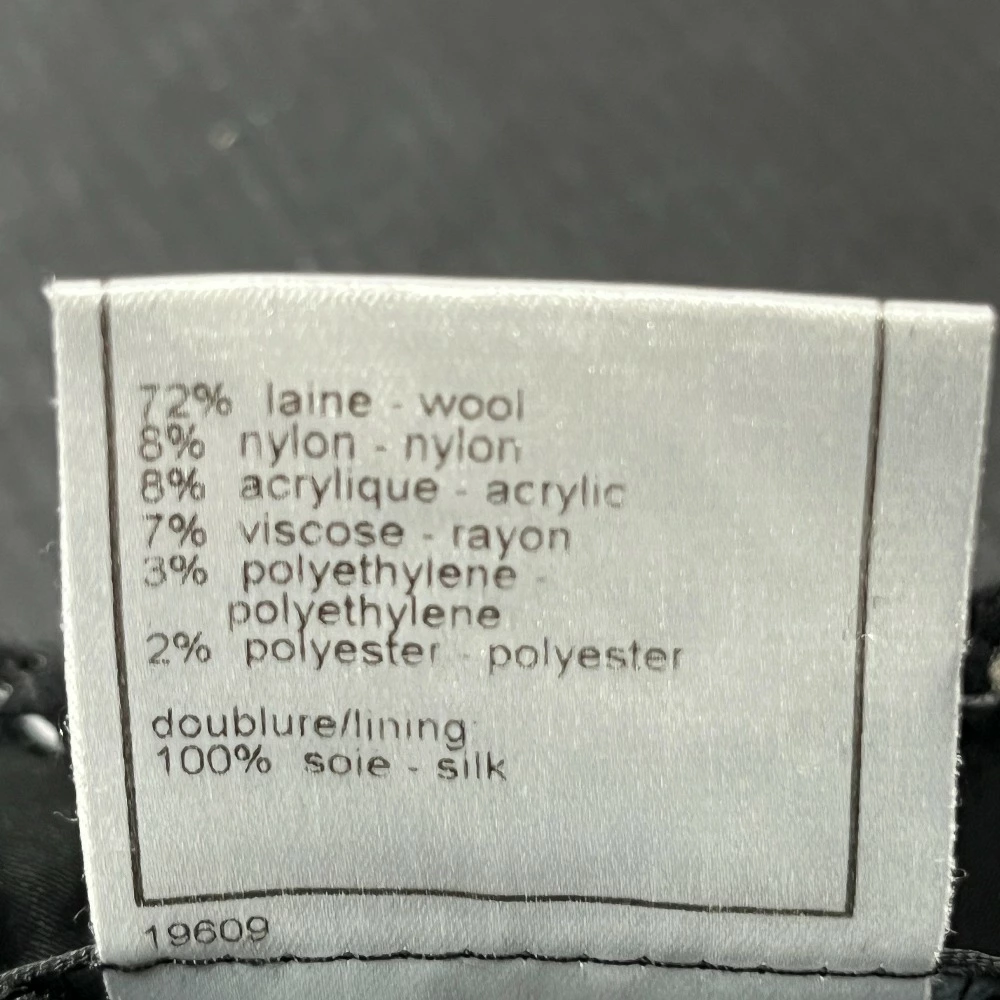 72% laine - wool
8% nylon - nylon
8% acrylique - acrylic
7% viscose - rayon
3% polyethylene -
polyethylene
2% polyester - polyester
doublure/lining
100% soie - silk
19609